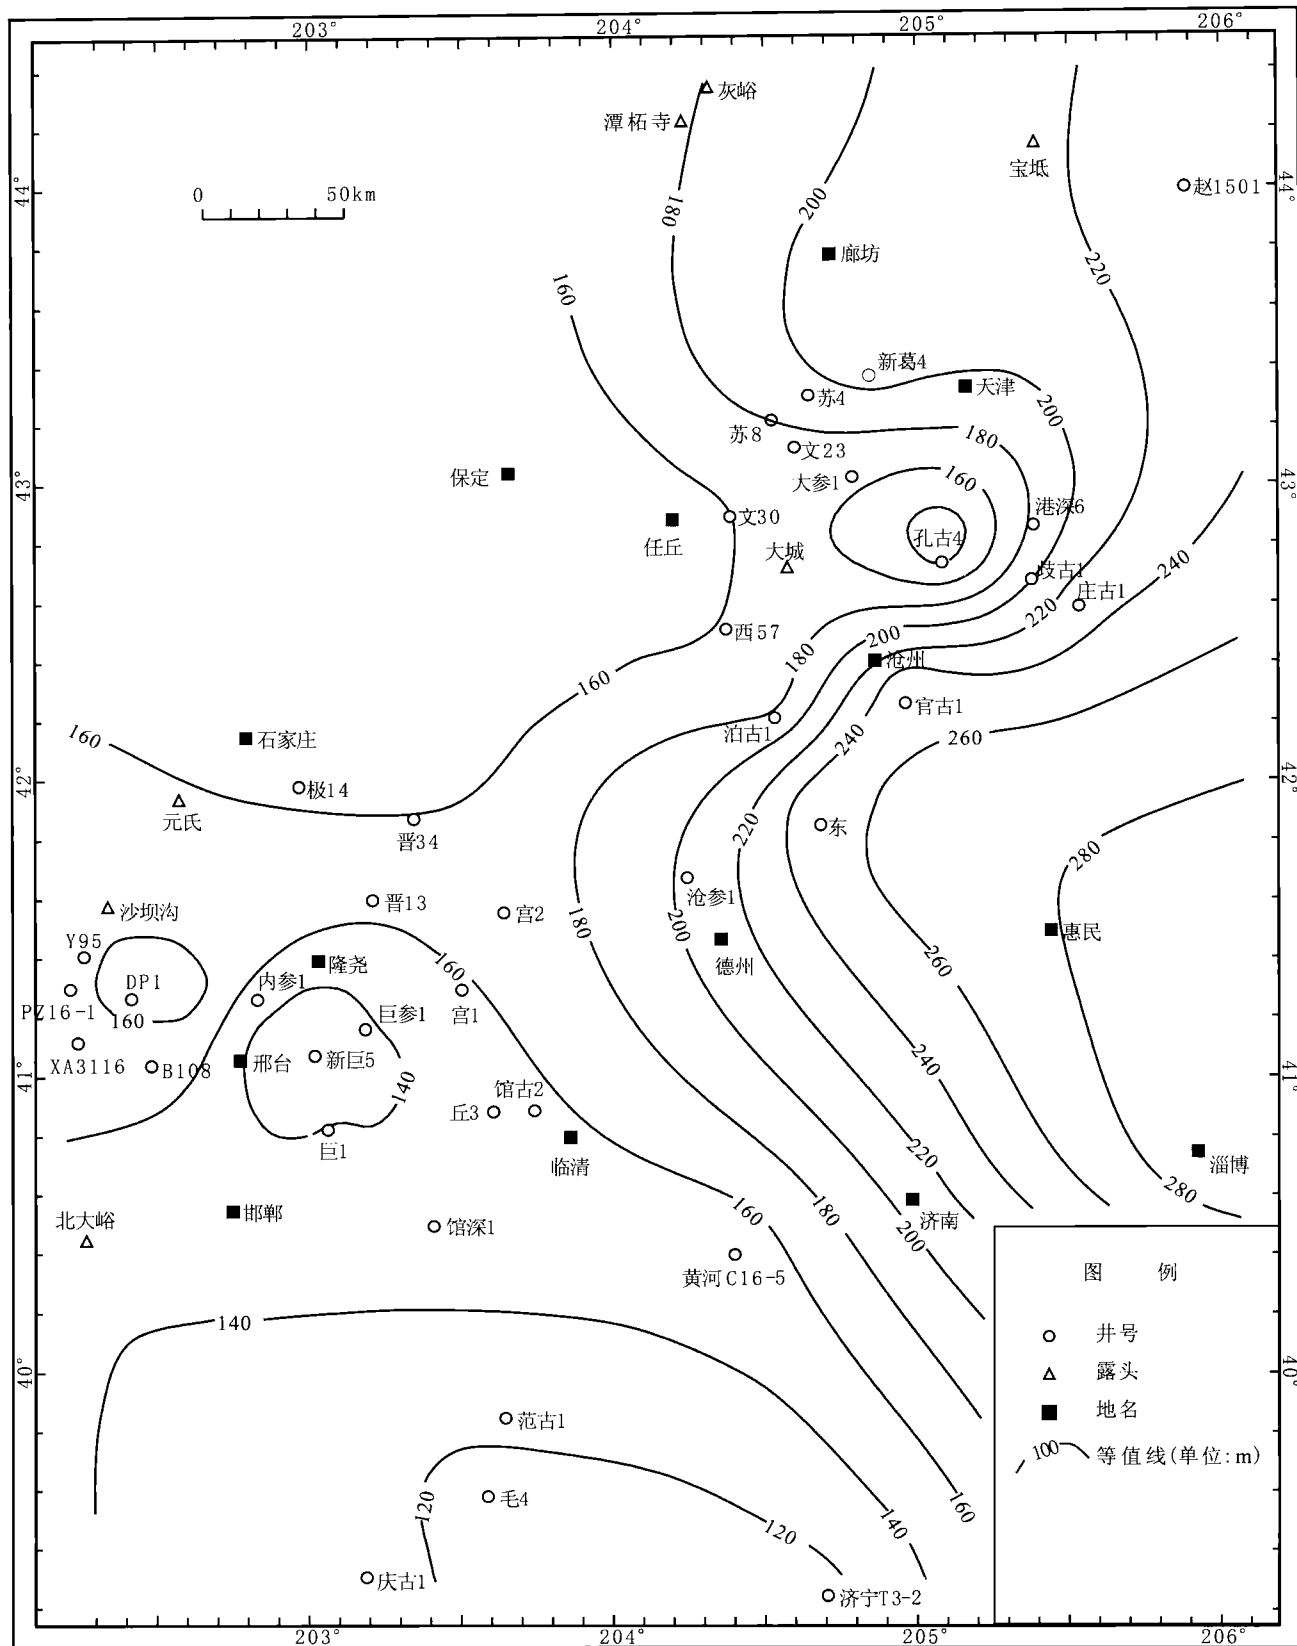 203° 204° 205° 206°
灰峪
潭柘寺
宝坻
44° 44°
赵1501
0 50km
180
200
廊坊
220
160
新葛4
苏4
天津
200
苏8
180
文23
保定
大参1
160
43° 43°
港深6
文30
任丘
大城
孔古4
240
歧古1
庄古1
220
西57
200
180
沧州
160
官古1
泊古1
160
石家庄
240
260
42° 42°
极14
元氏
晋34
220
东
280
晋13
沧参1
沙坝沟
宫2
180
200
惠民
Y95
德州
隆尧
160
260
DP1
内参1
宫1
PZ16-1
160
巨参1
XA3116
B108
邢台
新巨5
240
41° 41°
140
馆古2
丘3
巨1
临清
220
淄博
280
邯郸
160
180
济南
北大峪
馆深1
200
黄河C16-5
图 例
140
井号
40° 40°
露头
范古1
地名
100 等值线(单位:m)
120
毛4
160
120
140
庆古1
济宁T3-2
203° 204° 205° 206°